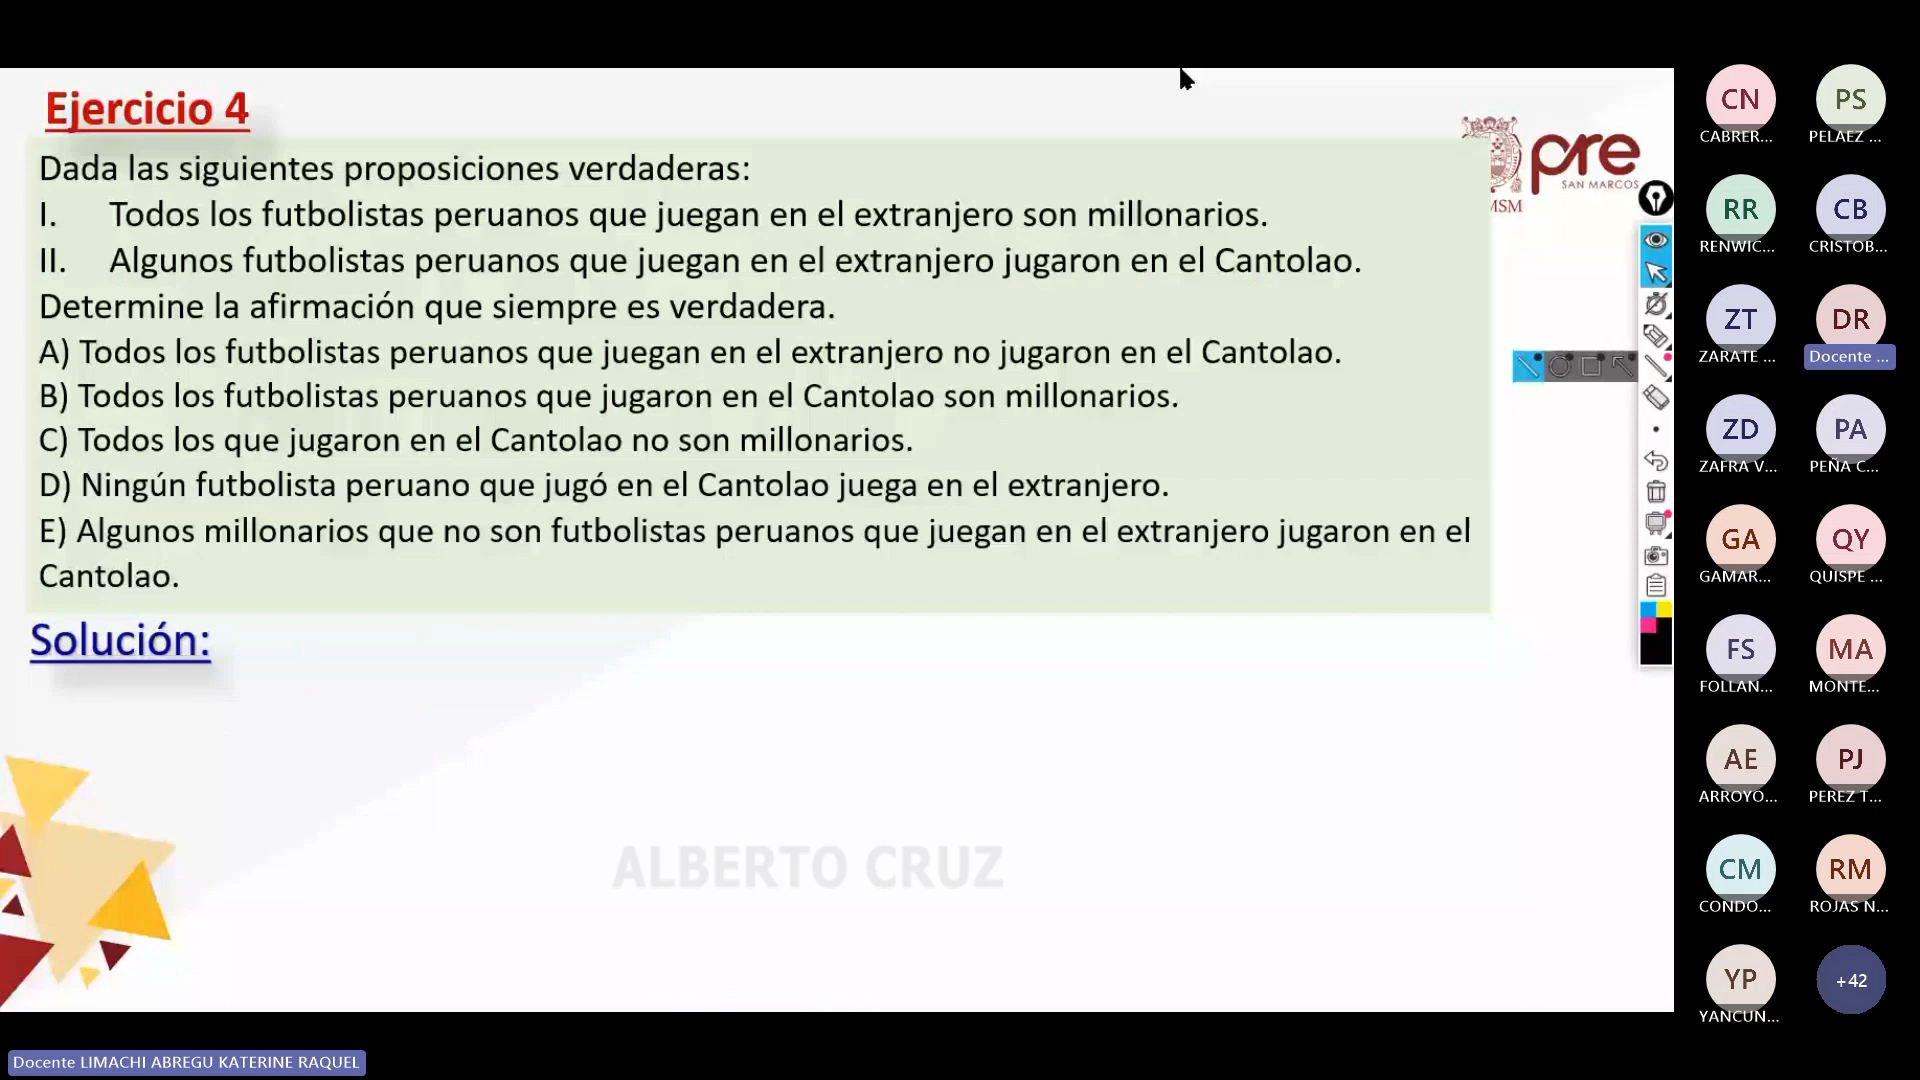 Ejercicio 4
Dada las siguientes proposiciones verdaderas:
I. Todos los futbolistas peruanos que juegan en el extranjero son millonarios.
II. Algunos futbolistas peruanos que juegan en el extranjero jugaron en el Cantolao.
Determine la afirmación que siempre es verdadera.
A) Todos los futbolistas peruanos que juegan en el extranjero no jugaron en el Cantolao.
B) Todos los futbolistas peruanos que jugaron en el Cantolao son millonarios.
C) Todos los que jugaron en el Cantolao no son millonarios.
D) Ningún futbolista peruano que jugó en el Cantolao juega en el extranjero.
E) Algunos millonarios que no son futbolistas peruanos que juegan en el extranjero jugaron en el
Cantolao.
Solución:
ALBERTO CRUZ
pre
SAN MARCOS
MSM
CN PS
CABRER... PELAEZ ...
RR CB
RENWIC... CRISTOB...
ZT DR
ZARATE ... Docente ...
ZD PA
ZAFRA V... PEÑA C...
GA QY
GAMAR... QUISPE ...
FS MA
FOLLAN... MONTE...
AE PJ
ARROYO... PEREZ T...
CM RM
CONDO... ROJAS N...
YP +42
YANCUN...
Docente LIMACHI ABREGU KATERINE RAQUEL